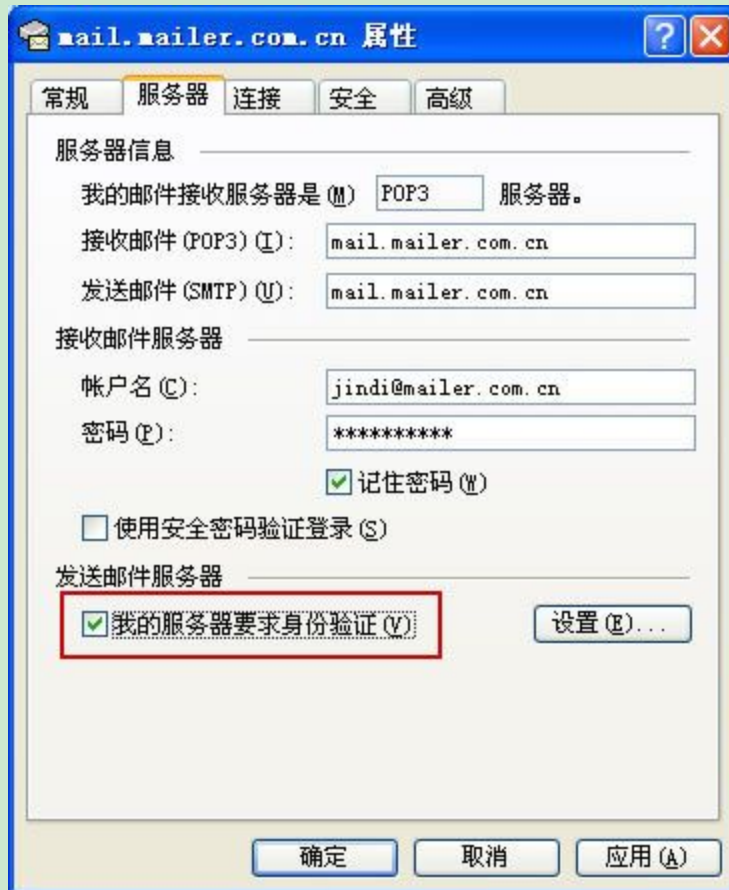 mail.mailer.com.cn 属性
常规 服务器 连接 安全 高级
服务器信息
我的邮件接收服务器是(M) POP3 服务器。
接收邮件(POP3)(I): mail.mailer.com.cn
发送邮件(SMTP)(U): mail.mailer.com.cn
接收邮件服务器
帐户名(C): jindi@mailer.com.cn
密码(P): **********
记住密码(W)
使用安全密码验证登录(S)
发送邮件服务器
我的服务器要求身份验证(V) 设置(E)...
确定 取消 应用(A)